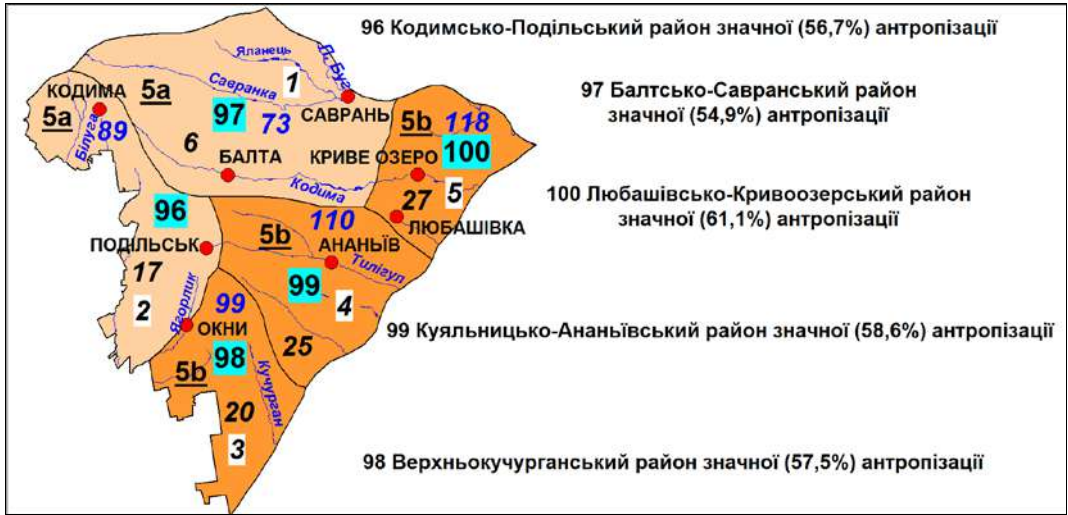 96 Кодимсько-Подільський район значної (56,7%) антропізації
97 Балтсько-Савранський район
значної (54,9%) антропізації
100 Любашівсько-Кривоозерський район
значної (61,1%) антропізації
99 Куяльницько-Ананьївський район значної (58,6%) антропізації
98 Верхньокучурганський район значної (57,5%) антропізації
Яланець
П. Буг
1
Савранка
КОДИМА
5а
5а
97
73
САВРАНЬ
Білуга
89
6
БАЛТА
5b
118
КРИВЕ ОЗЕРО
100
Кодима
27
5
96
110
ЛЮБАШІВКА
ПОДІЛЬСЬК
5b
АНАНЬЇВ
Тилігул
17
99
2
Ягорлик
99
4
ОКНИ
25
98
5b
Кучурган
20
3